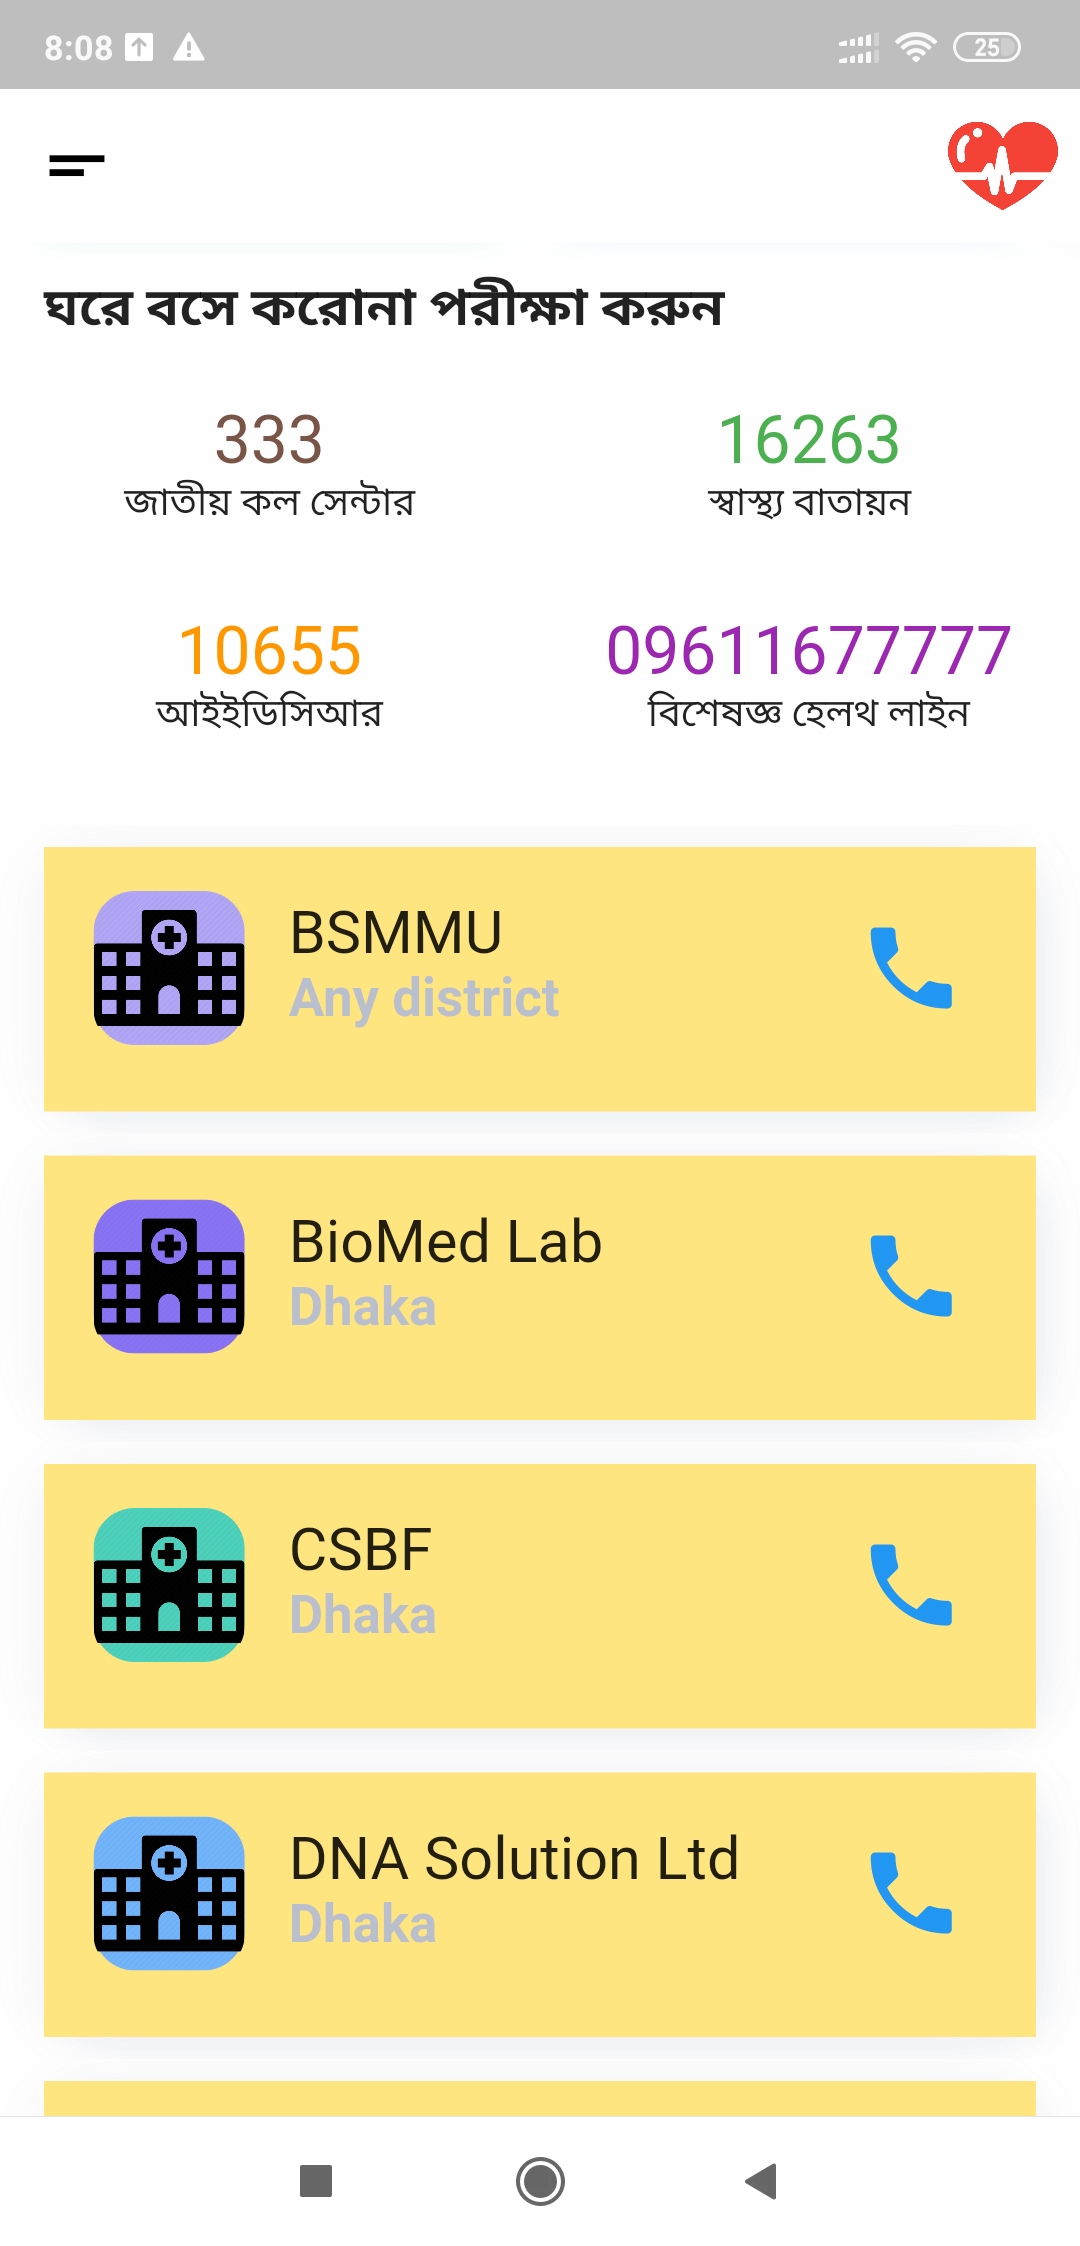 8:08
25
ঘরে বসে করোনা পরীক্ষা করুন
333
জাতীয় কল সেন্টার
16263
স্বাস্থ্য বাতায়ন
10655
আইইডিসিআর
09611677777
বিশেষজ্ঞ হেলথ লাইন
BSMMU
Any district
BioMed Lab
Dhaka
CSBF
Dhaka
DNA Solution Ltd
Dhaka